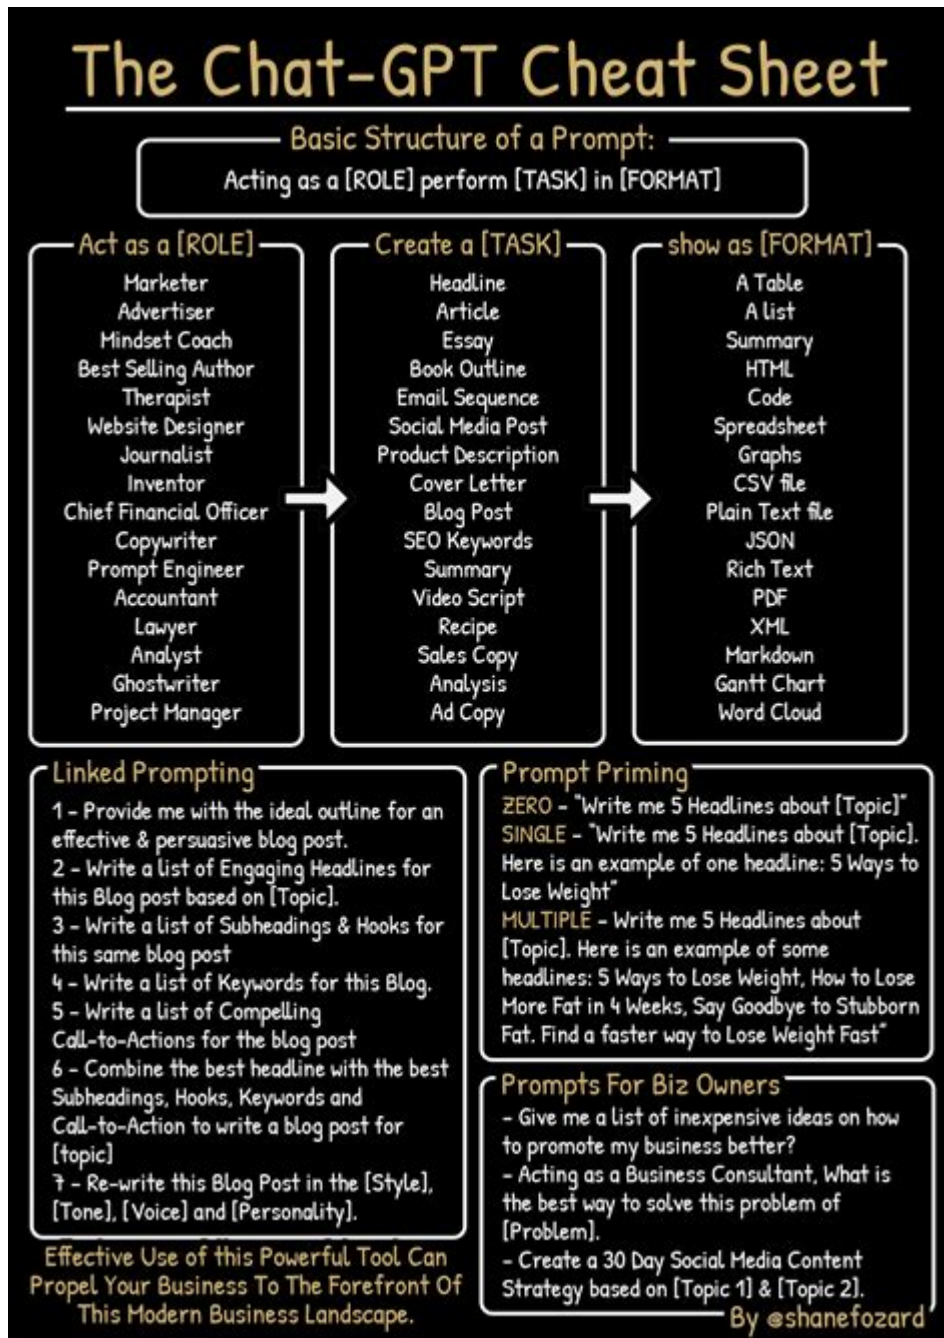 The Chat-GPT Cheat Sheet
Basic Structure of a Prompt:
Acting as a [ROLE] perform [TASK] in [FORMAT]
Act as a [ROLE]
Marketer
Advertiser
Mindset Coach
Best Selling Author
Therapist
Website Designer
Journalist
Inventor
Chief Financial Officer
Copywriter
Prompt Engineer
Accountant
Lawyer
Analyst
Ghostwriter
Project Manager
Create a [TASK]
Headline
Article
Essay
Book Outline
Email Sequence
Social Media Post
Product Description
Cover Letter
Blog Post
SEO Keywords
Summary
Video Script
Recipe
Sales Copy
Analysis
Ad Copy
show as [FORMAT]
A Table
A list
Summary
HTML
Code
Spreadsheet
Graphs
CSV file
Plain Text file
JSON
Rich Text
PDF
XML
Markdown
Gantt Chart
Word Cloud
Linked Prompting
1 - Provide me with the ideal outline for an
effective & persuasive blog post.
2 - Write a list of Engaging Headlines for
this Blog post based on [Topic].
3 - Write a list of Subheadings & Hooks for
this same blog post
4 - Write a list of Keywords for this Blog.
5 - Write a list of Compelling
Call-to-Actions for the blog post
6 - Combine the best headline with the best
Subheadings, Hooks, Keywords and
Call-to-Action to write a blog post for
[topic]
7 - Re-write this Blog Post in the [Style],
[Tone], [Voice] and [Personality].
Effective Use of this Powerful Tool Can
Propel Your Business To The Forefront Of
This Modern Business Landscape.
Prompt Priming
ZERO - "Write me 5 Headlines about [Topic]"
SINGLE - "Write me 5 Headlines about [Topic].
Here is an example of one headline: 5 Ways to
Lose Weight"
MULTIPLE - Write me 5 Headlines about
[Topic]. Here is an example of some
headlines: 5 Ways to Lose Weight, How to Lose
More Fat in 4 Weeks, Say Goodbye to Stubborn
Fat. Find a faster way to Lose Weight Fast"
Prompts For Biz Owners
- Give me a list of inexpensive ideas on how
to promote my business better?
- Acting as a Business Consultant, What is
the best way to solve this problem of
[Problem].
- Create a 30 Day Social Media Content
Strategy based on [Topic 1] & [Topic 2].
By @shanefozard